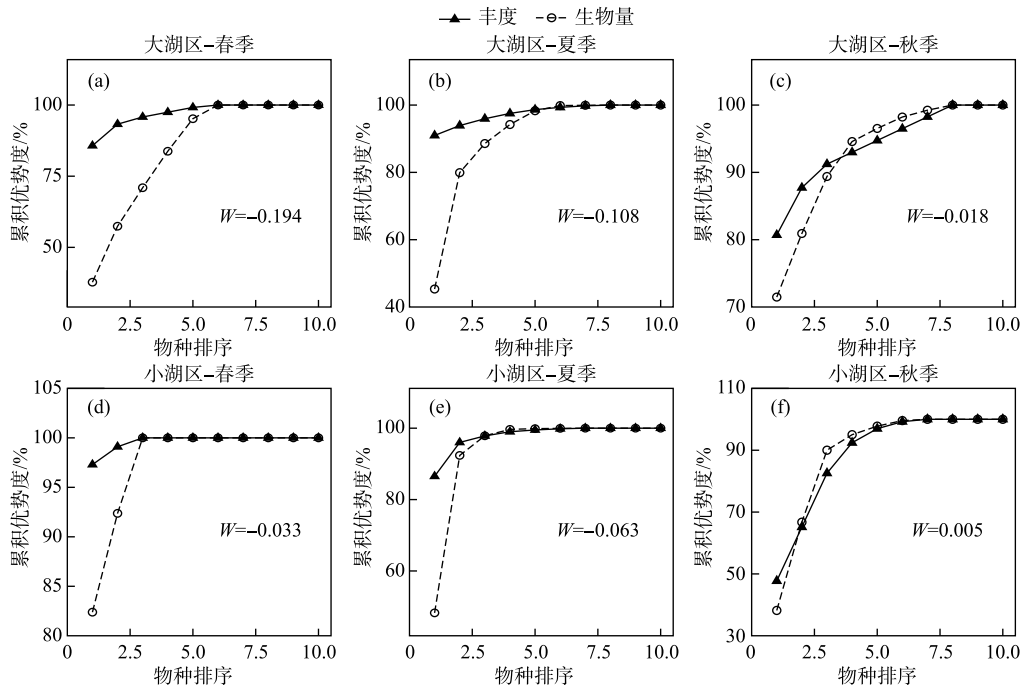 丰度 生物量
大湖区-春季
(a)
累积优势度/%
100
75
50
W=-0.194
0 2.5 5.0 7.5 10.0
物种排序
大湖区-夏季
(b)
累积优势度/%
100
80
60
40
W=-0.108
0 2.5 5.0 7.5 10.0
物种排序
大湖区-秋季
(c)
累积优势度/%
100
90
80
70
W=-0.018
0 2.5 5.0 7.5 10.0
物种排序
小湖区-春季
(d)
累积优势度/%
105
100
95
90
85
80
W=-0.033
0 2.5 5.0 7.5 10.0
物种排序
小湖区-夏季
(e)
累积优势度/%
100
80
60
W=-0.063
0 2.5 5.0 7.5 10.0
物种排序
小湖区-秋季
(f)
累积优势度/%
110
90
70
50
30
W=0.005
0 2.5 5.0 7.5 10.0
物种排序